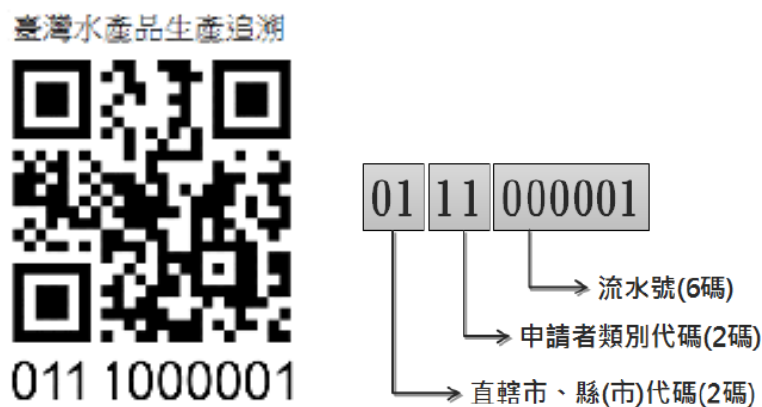 臺灣水產品生產追溯
011 1000001
01 11 000001
流水號(6碼)
申請者類別代碼(2碼)
直轄市、縣(市)代碼(2碼)